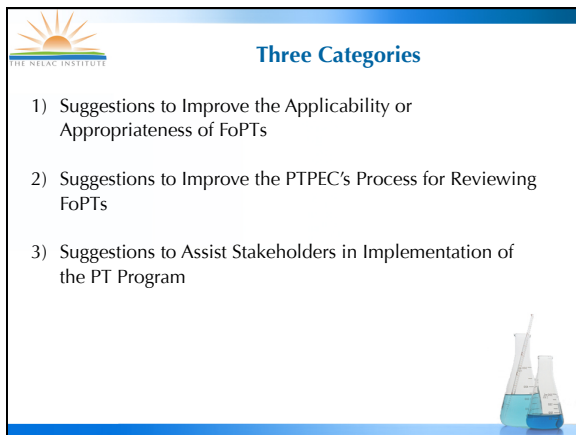 THE NELAC INSTITUTE
Three Categories
1) Suggestions to Improve the Applicability or
Appropriateness of FoPTs
2) Suggestions to Improve the PTPEC's Process for Reviewing
FoPTs
3) Suggestions to Assist Stakeholders in Implementation of
the PT Program